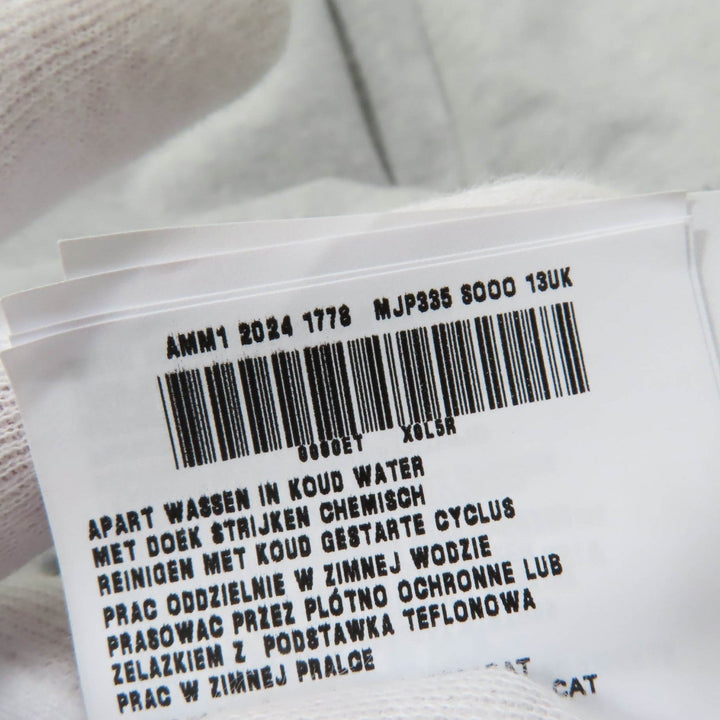 AMM1 2024 1778 MJP335 S000 13UK
X0L5R
APART WASSEN IN KOUD WATER
MET DOEK STRIJKEN CHEMISCH
REINIGEN MET KOUD GESTARTE CYCLUS
PRAC ODDZIELNIE W ZIMNEJ WODZIE
PRASOWAC PRZEZ PLÓTNO OCHRONNE LUB
ZELAZKIEM Z PODSTAWKA TEFLONOWA
PRAC W ZIMNEJ PRALCE
CAT